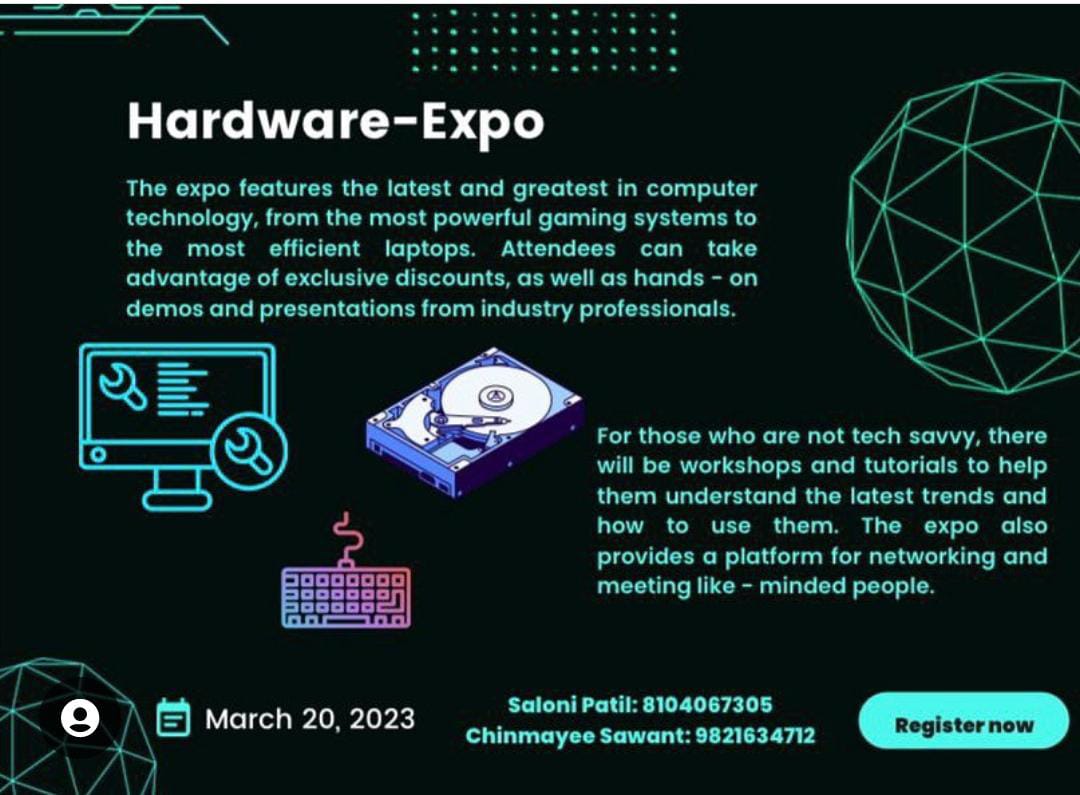 Hardware-Expo
The expo features the latest and greatest in computer
technology, from the most powerful gaming systems to
the most efficient laptops. Attendees can take
advantage of exclusive discounts, as well as hands - on
demos and presentations from industry professionals.
For those who are not tech savvy, there
will be workshops and tutorials to help
them understand the latest trends and
how to use them. The expo also
provides a platform for networking and
meeting like - minded people.
March 20, 2023
Saloni Patil: 8104067305
Chinmayee Sawant: 9821634712
Register now